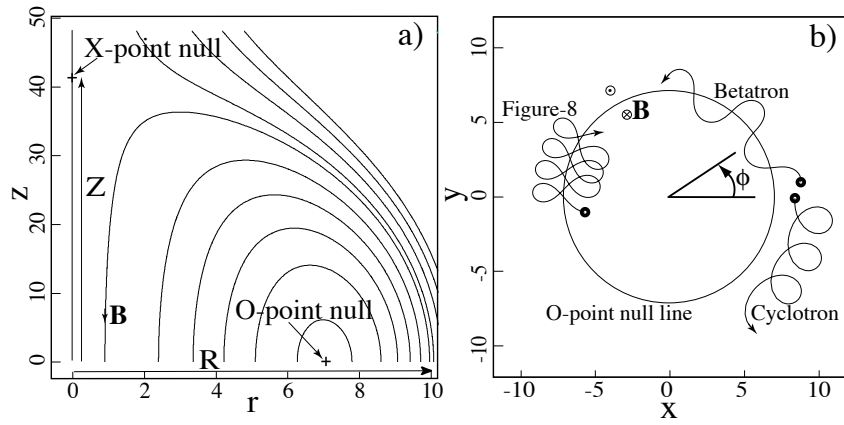 a)
X-point null
Z
B
O-point null
R
z
50
40
30
20
10
0
0 2 4 6 8 10
r
b)
Betatron
Figure-8
B
ϕ
O-point null line
Cyclotron
y
10
5
0
-5
-10
-10 -5 0 5 10
x